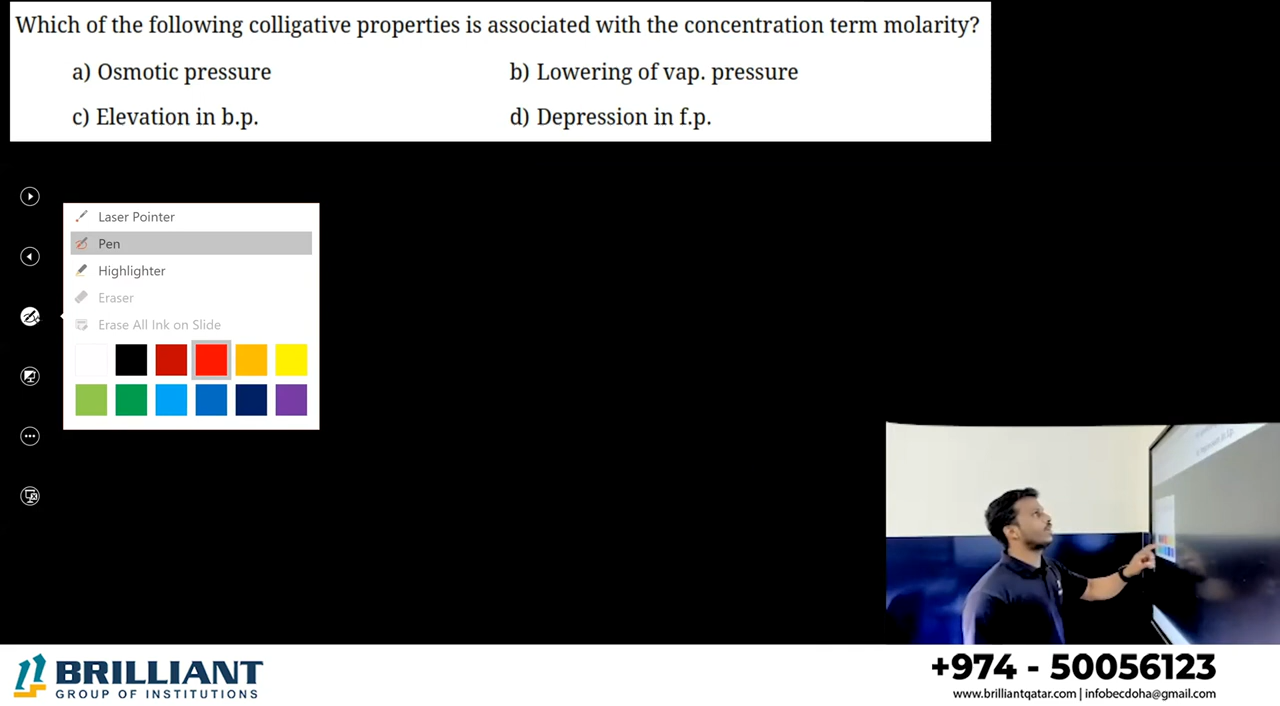 Which of the following colligative properties is associated with the concentration term molarity?
a) Osmotic pressure
b) Lowering of vap. pressure
c) Elevation in b.p.
d) Depression in f.p.
Laser Pointer
Pen
Highlighter
Eraser
Erase All Ink on Slide
BRILLIANT
GROUP OF INSTITUTIONS
+974 - 50056123
www.brilliantqatar.com | infobecdoha@gmail.com